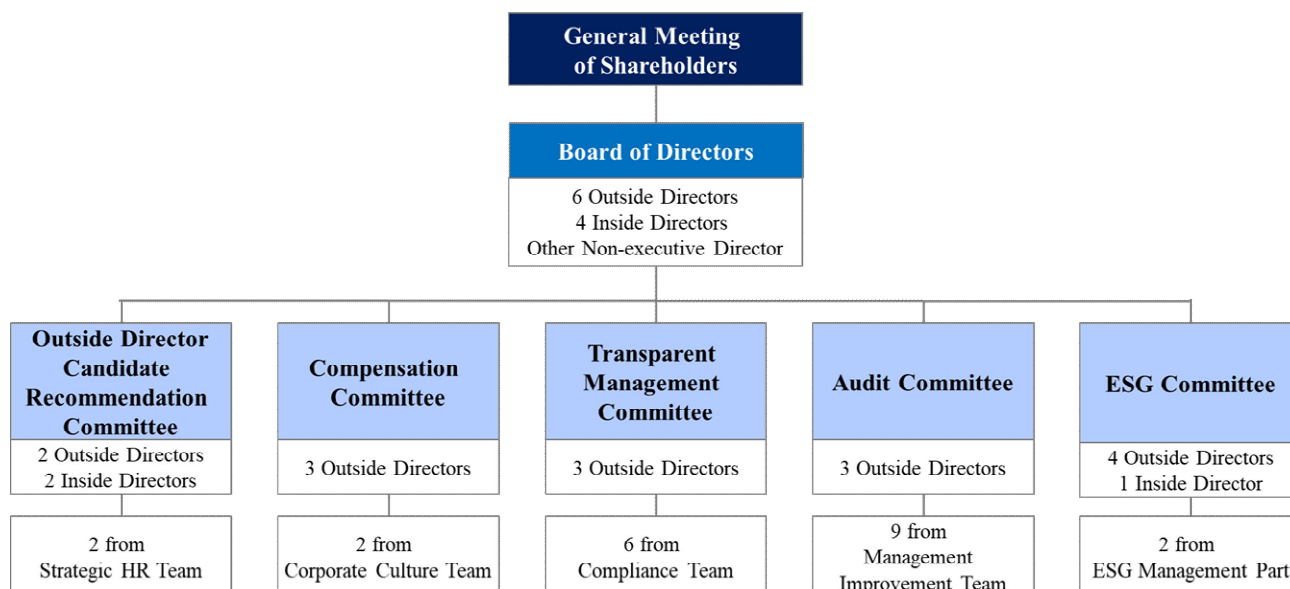 General Meeting
of Shareholders
Board of Directors
6 Outside Directors
4 Inside Directors
Other Non-executive Director
Outside Director
Candidate
Recommendation
Committee
2 Outside Directors
2 Inside Directors
2 from
Strategic HR Team
Compensation
Committee
3 Outside Directors
2 from
Corporate Culture Team
Transparent
Management
Committee
3 Outside Directors
6 from
Compliance Team
Audit Committee
3 Outside Directors
9 from
Management
Improvement Team
ESG Committee
4 Outside Directors
1 Inside Director
2 from
ESG Management Part